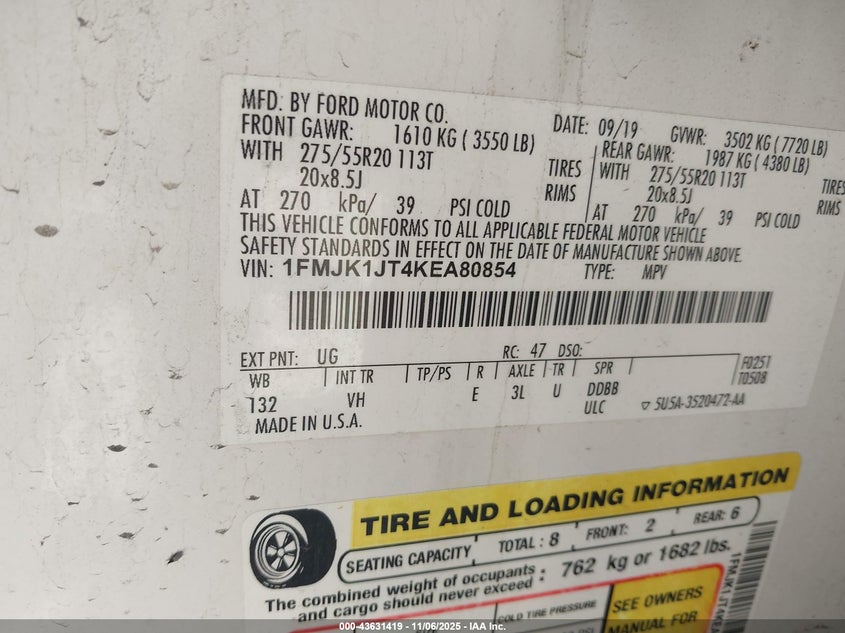 MFD. BY FORD MOTOR CO.
DATE: 09/19 GVWR: 3502 KG (7720 LB)
FRONT GAWR: 1610 KG (3550 LB)
REAR GAWR: 1987 KG (4380 LB)
WITH 275/55R20 113T TIRES
WITH 275/55R20 113T TIRES
20x8.5J RIMS
20x8.5J RIMS
AT 270 kPa/ 39 PSI COLD
AT 270 kPa/ 39 PSI COLD
THIS VEHICLE CONFORMS TO ALL APPLICABLE FEDERAL MOTOR VEHICLE
SAFETY STANDARDS IN EFFECT ON THE DATE OF MANUFACTURE SHOWN ABOVE.
VIN: 1FMJK1JT4KEA80854 TYPE: MPV
EXT PNT: UG RC: 47 DSO:
WB INT TR TP/PS R AXLE TR SPR
F0251
T0508
132 VH E 3L U DDBB
ULC ▽ 5U5A-3520472-AA
MADE IN U.S.A.
TIRE AND LOADING INFORMATION
SEATING CAPACITY TOTAL: 8 FRONT: 2 REAR: 6
The combined weight of occupants and cargo should never exceed : 762 kg or 1682 lbs.
COLD TIRE PRESSURE
SEE OWNERS
MANUAL FOR
1FMJK1JT4KEA
000-43631419 - 11/06/2025 - IAA Inc.